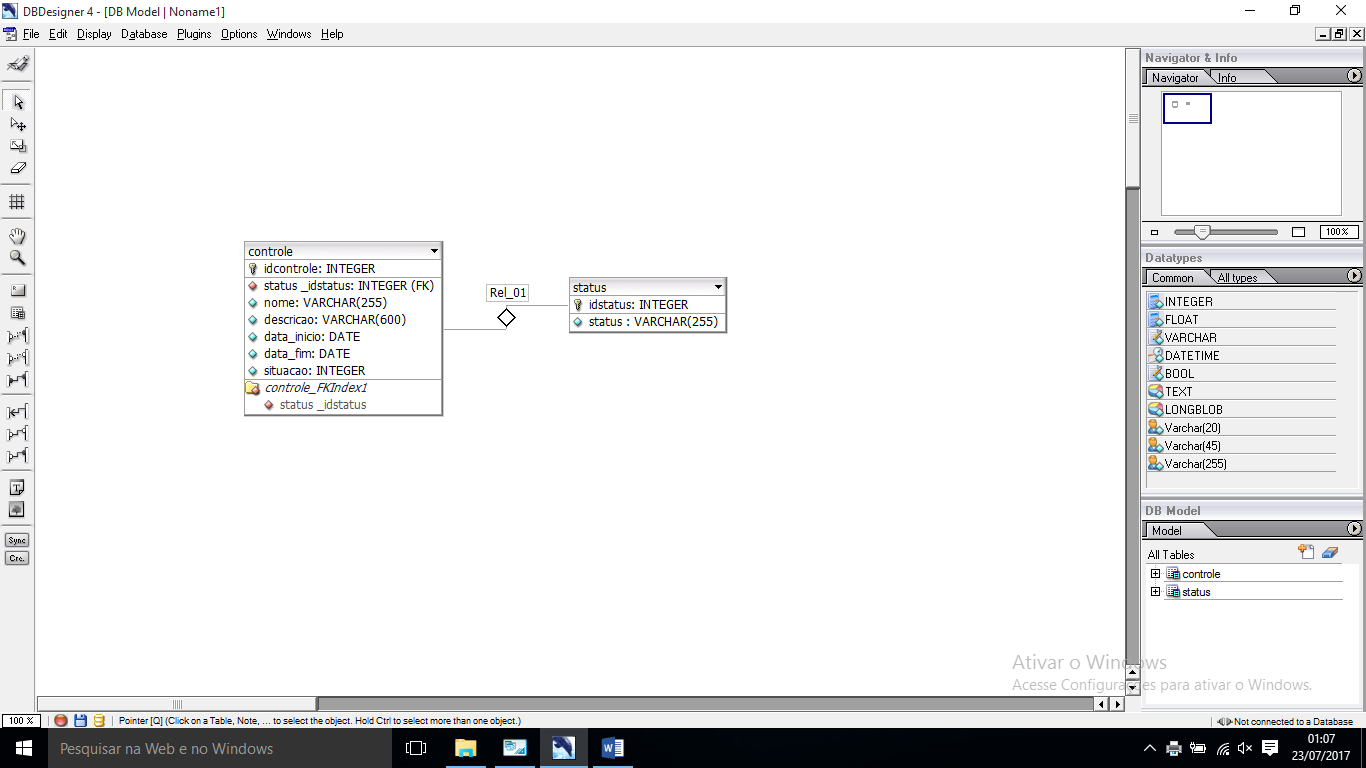 DBDesigner 4 - [DB Model | Noname1]
File Edit Display Database Plugins Options Windows Help
controle
idcontrole: INTEGER
status _idstatus: INTEGER (FK)
nome: VARCHAR(255)
descricao: VARCHAR(600)
data_inicio: DATE
data_fim: DATE
situacao: INTEGER
controle_FKIndex1
status _idstatus
Rel_01
status
idstatus: INTEGER
status : VARCHAR(255)
Navigator & Info
Navigator Info
100%
Datatypes
Common All types
INTEGER
FLOAT
VARCHAR
DATETIME
BOOL
TEXT
LONGBLOB
Varchar(20)
Varchar(45)
Varchar(255)
DB Model
Model
All Tables
controle
status
Sync
Cre.
Ativar o Windows
Acesse Configurações para ativar o Windows.
100 % Pointer [Q] (Click on a Table, Note, ... to select the object. Hold Ctrl to select more than one object.) Not connected to a Database
Pesquisar na Web e no Windows
01:07
23/07/2017